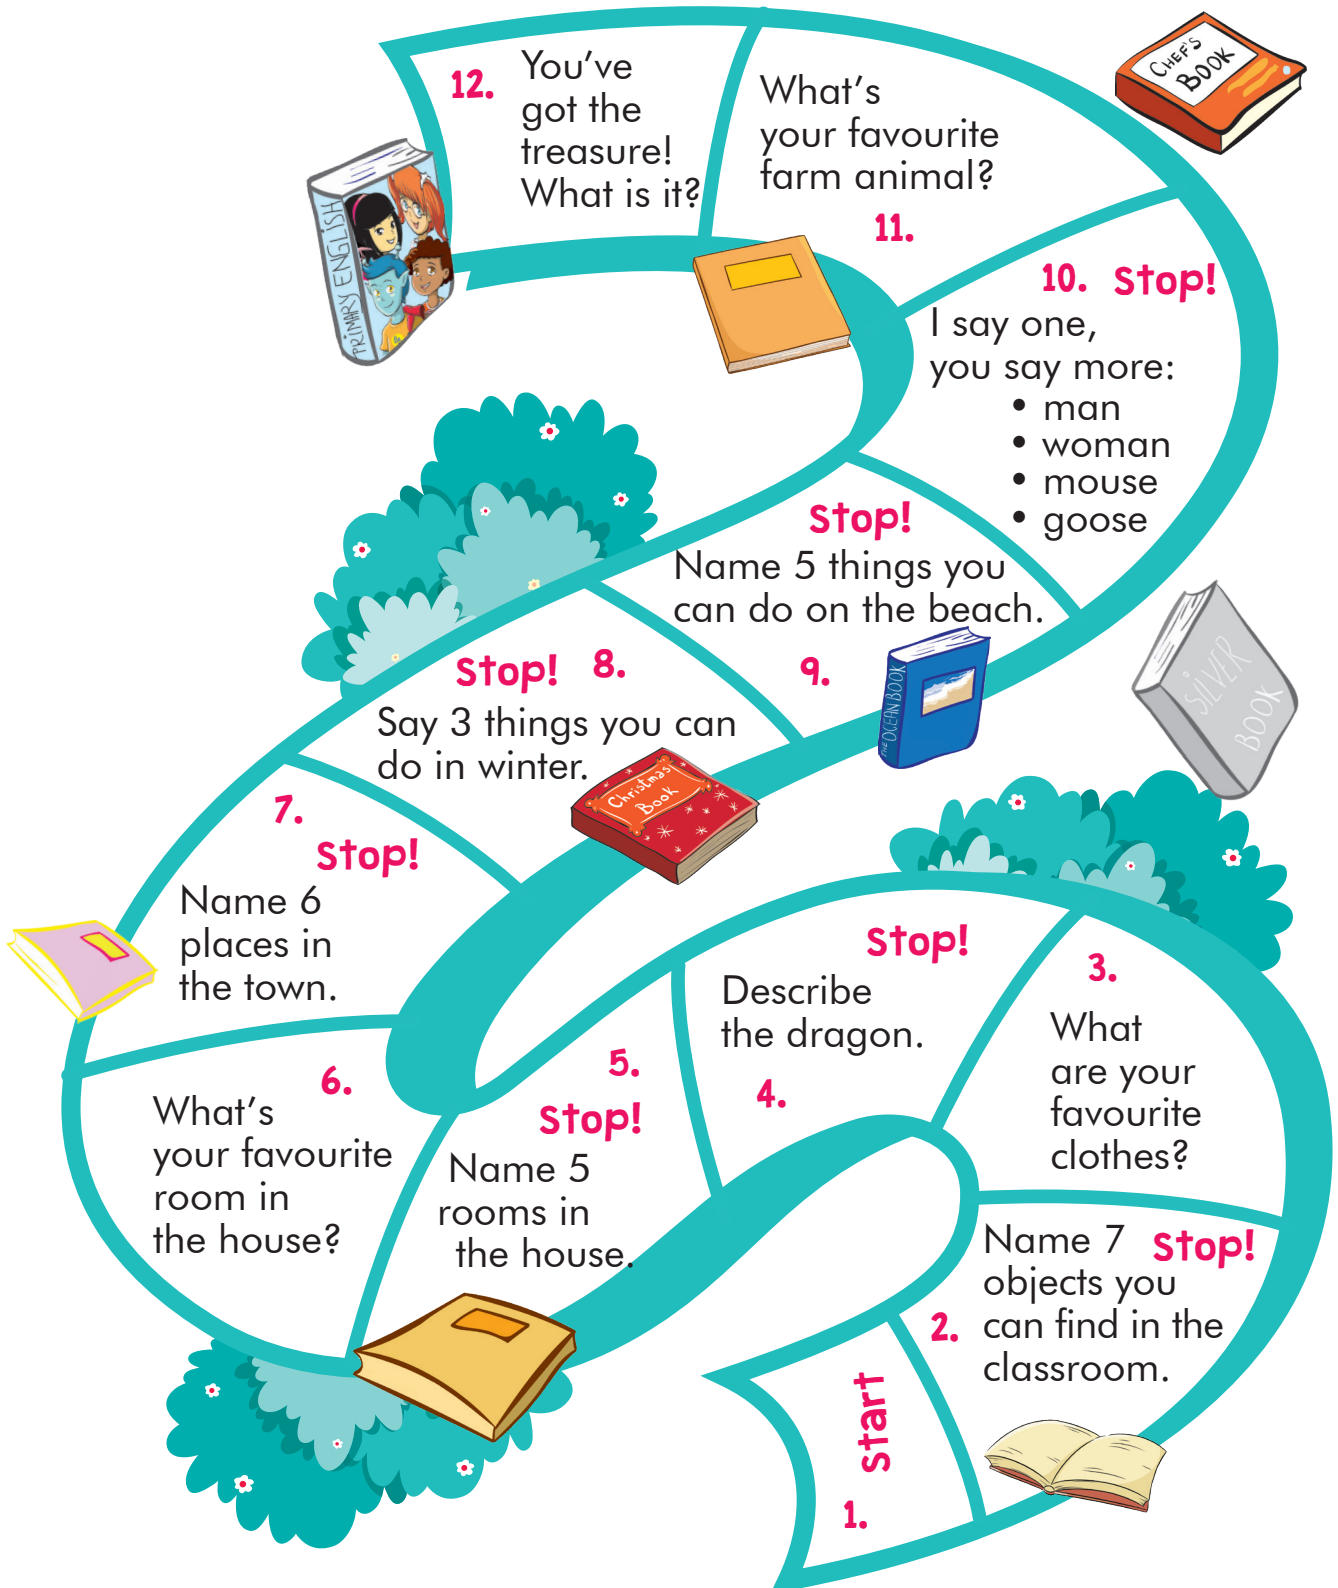 12.
You've
got the
treasure!
What is it?
What's
your favourite
farm animal?
11.
CHEF'S
BOOK
PRIMARY ENGLISH
10. Stop!
I say one,
you say more:
• man
• woman
• mouse
• goose
Stop!
Name 5 things you
can do on the beach.
9.
THE OCEAN BOOK
SILVER
BOOK
Stop! 8.
Say 3 things you can
do in winter.
Christmas
Book
7.
Stop!
Name 6
places in
the town.
6.
What's
your favourite
room in
the house?
5.
Stop!
Name 5
rooms in
the house.
Stop!
Describe
the dragon.
4.
3.
What
are your
favourite
clothes?
Name 7 Stop!
objects you
2. can find in the
classroom.
Start
1.